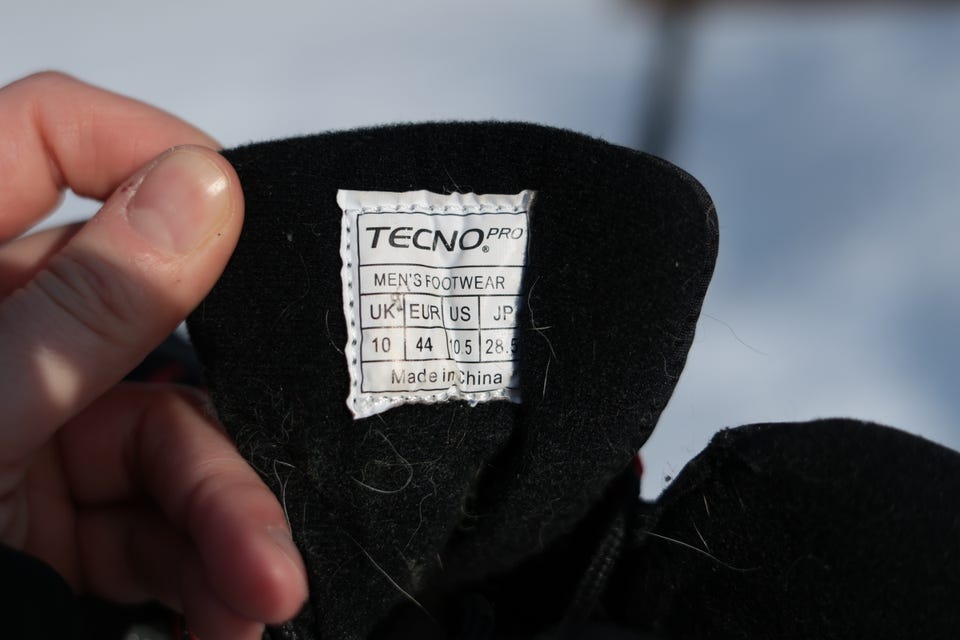 TECNO PRO®
MEN'S FOOTWEAR
UK EUR US JP
10 44 10.5 28.5
Made in China